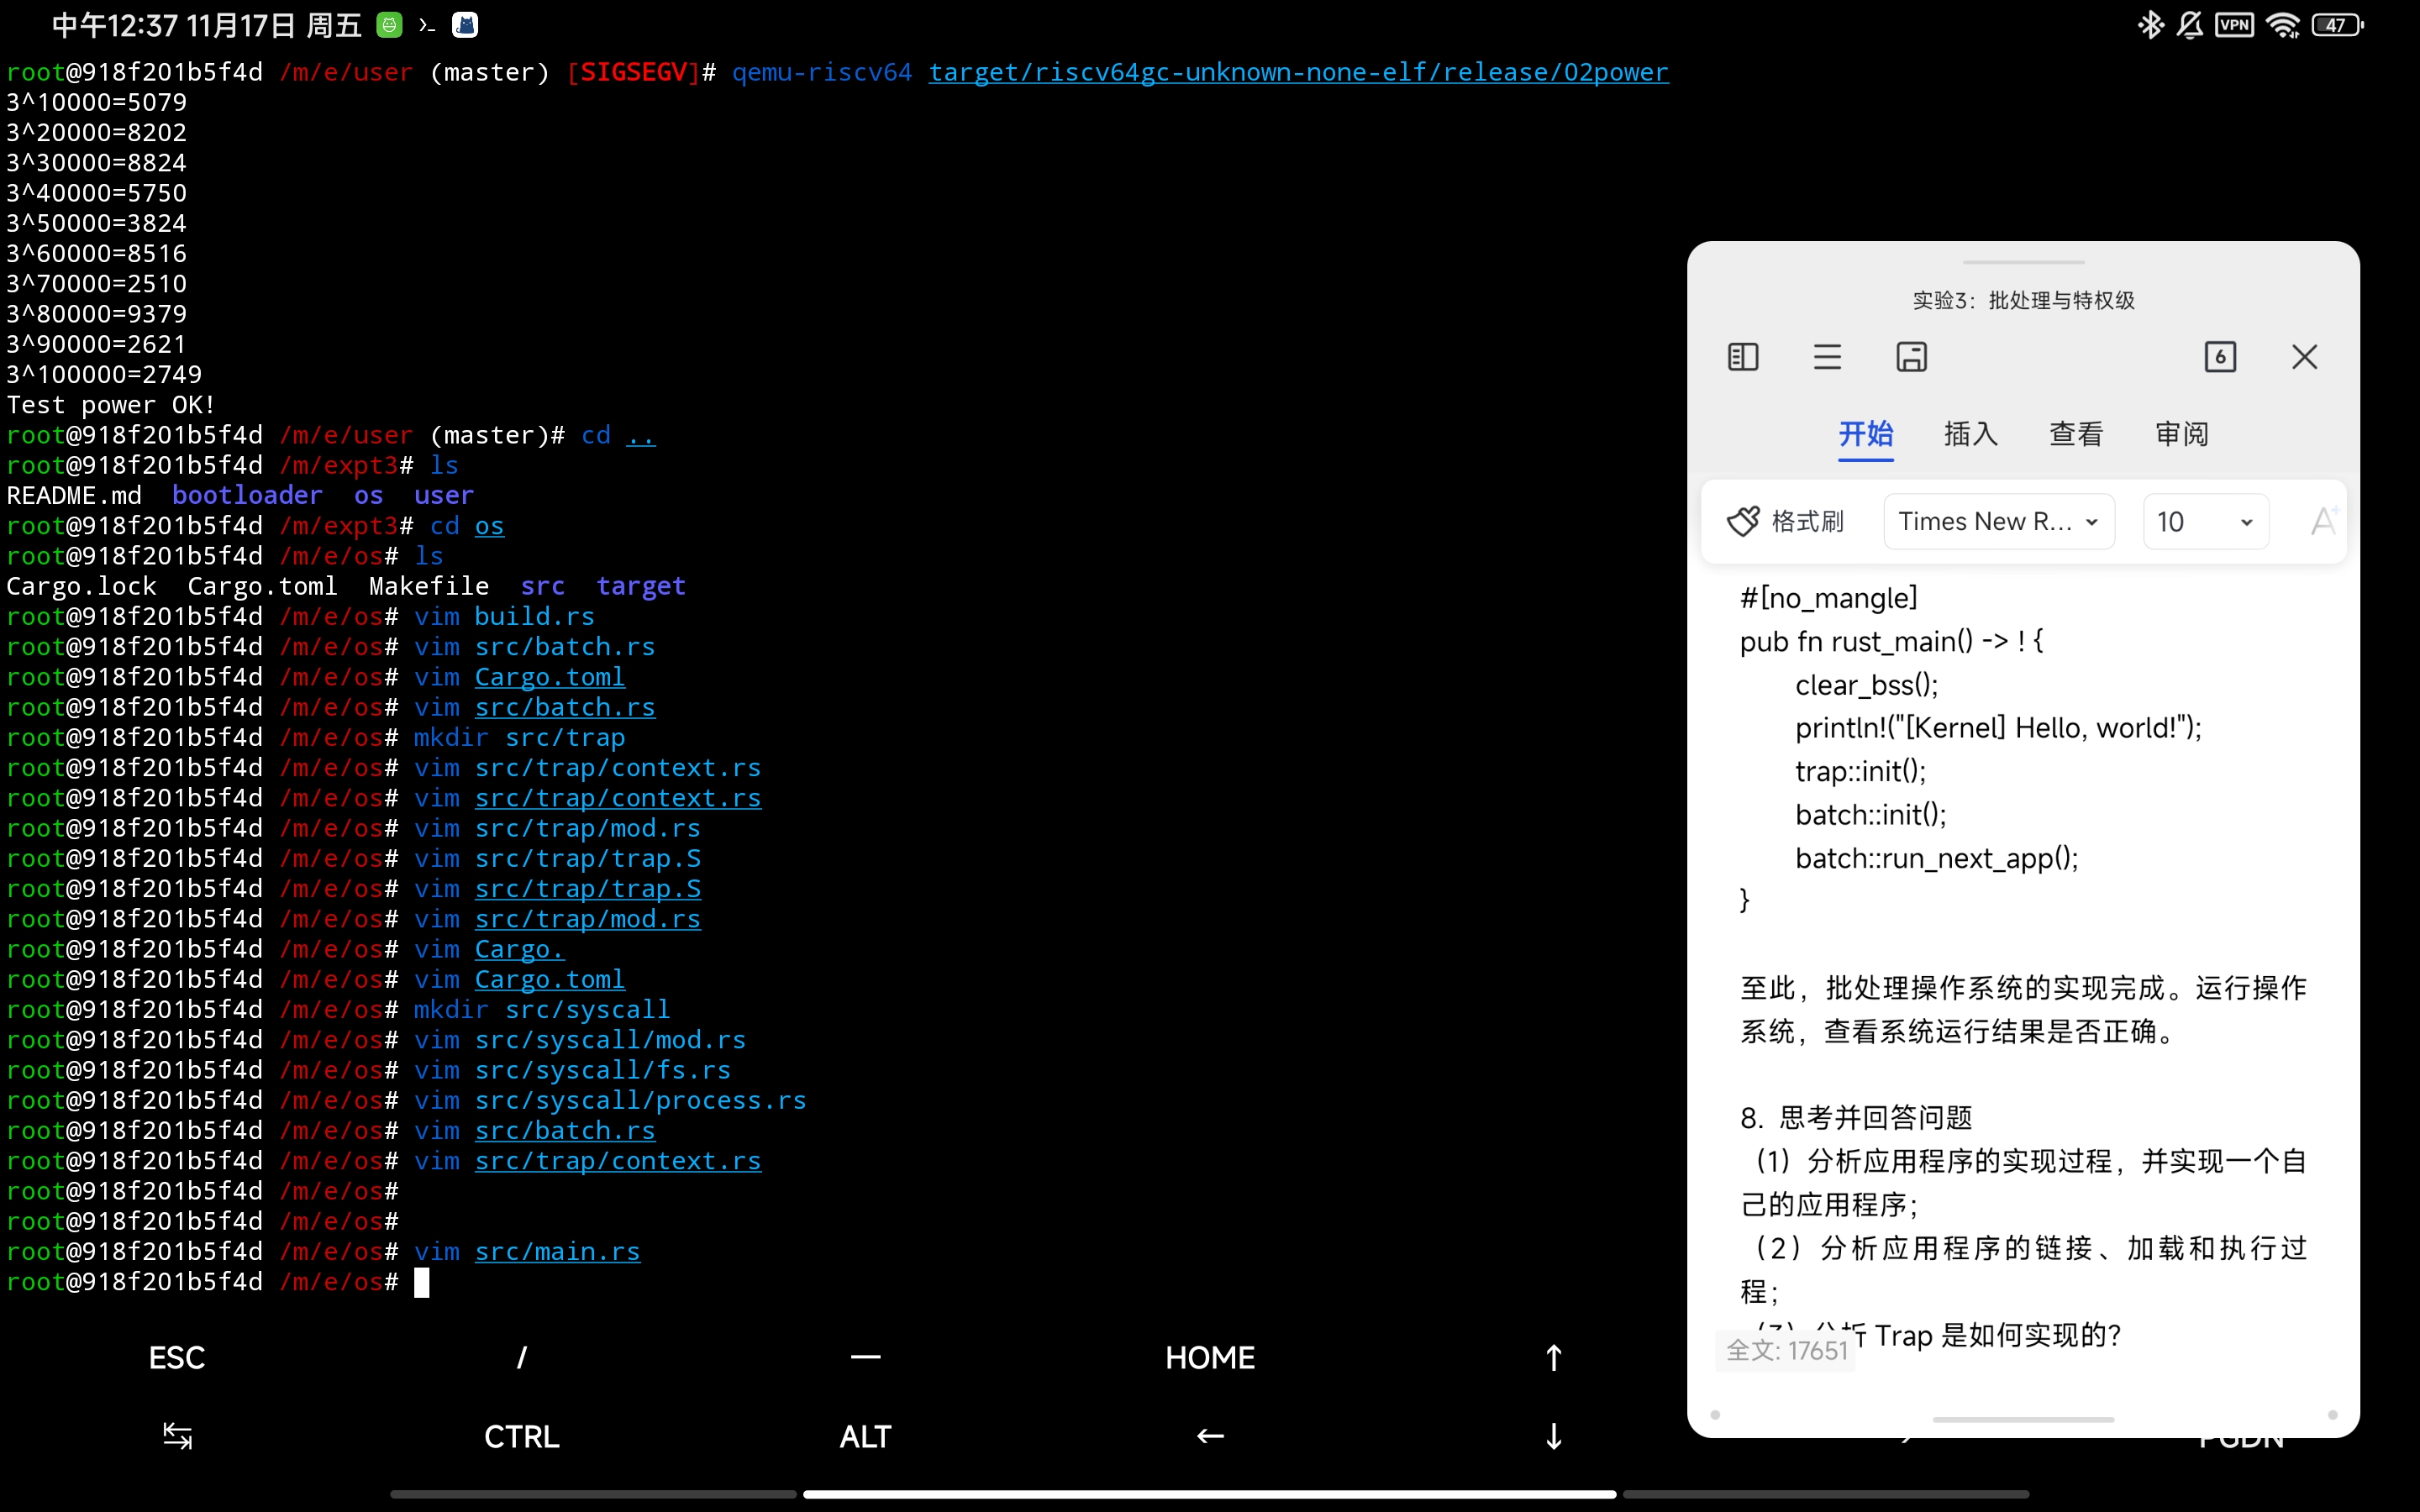 中午12:37 11月17日 周五
VPN
47
root@918f201b5f4d /m/e/user (master) [SIGSEGV]# qemu-riscv64 target/riscv64gc-unknown-none-elf/release/02power
3^10000=5079
3^20000=8202
3^30000=8824
3^40000=5750
3^50000=3824
3^60000=8516
3^70000=2510
3^80000=9379
3^90000=2621
3^100000=2749
Test power OK!
root@918f201b5f4d /m/e/user (master)# cd ..
root@918f201b5f4d /m/expt3# ls
README.md  bootloader  os  user
root@918f201b5f4d /m/expt3# cd os
root@918f201b5f4d /m/e/os# ls
Cargo.lock  Cargo.toml  Makefile  src  target
root@918f201b5f4d /m/e/os# vim build.rs
root@918f201b5f4d /m/e/os# vim src/batch.rs
root@918f201b5f4d /m/e/os# vim Cargo.toml
root@918f201b5f4d /m/e/os# vim src/batch.rs
root@918f201b5f4d /m/e/os# mkdir src/trap
root@918f201b5f4d /m/e/os# vim src/trap/context.rs
root@918f201b5f4d /m/e/os# vim src/trap/context.rs
root@918f201b5f4d /m/e/os# vim src/trap/mod.rs
root@918f201b5f4d /m/e/os# vim src/trap/trap.S
root@918f201b5f4d /m/e/os# vim src/trap/trap.S
root@918f201b5f4d /m/e/os# vim src/trap/mod.rs
root@918f201b5f4d /m/e/os# vim Cargo.
root@918f201b5f4d /m/e/os# vim Cargo.toml
root@918f201b5f4d /m/e/os# mkdir src/syscall
root@918f201b5f4d /m/e/os# vim src/syscall/mod.rs
root@918f201b5f4d /m/e/os# vim src/syscall/fs.rs
root@918f201b5f4d /m/e/os# vim src/syscall/process.rs
root@918f201b5f4d /m/e/os# vim src/batch.rs
root@918f201b5f4d /m/e/os# vim src/trap/context.rs
root@918f201b5f4d /m/e/os#
root@918f201b5f4d /m/e/os#
root@918f201b5f4d /m/e/os# vim src/main.rs
root@918f201b5f4d /m/e/os#
实验3：批处理与特权级
6
开始 插入 查看 审阅
格式刷 Times New R... 10
#[no_mangle]
pub fn rust_main() -> ! {
clear_bss();
println!("[Kernel] Hello, world!");
trap::init();
batch::init();
batch::run_next_app();
}
至此，批处理操作系统的实现完成。运行操作
系统，查看系统运行结果是否正确。
8. 思考并回答问题
（1）分析应用程序的实现过程，并实现一个自
己的应用程序；
（2）分析应用程序的链接、加载和执行过
程；
析 Trap 是如何实现的？
全文: 17651
ESC / — HOME ↑
CTRL ALT ← ↓ PGDN